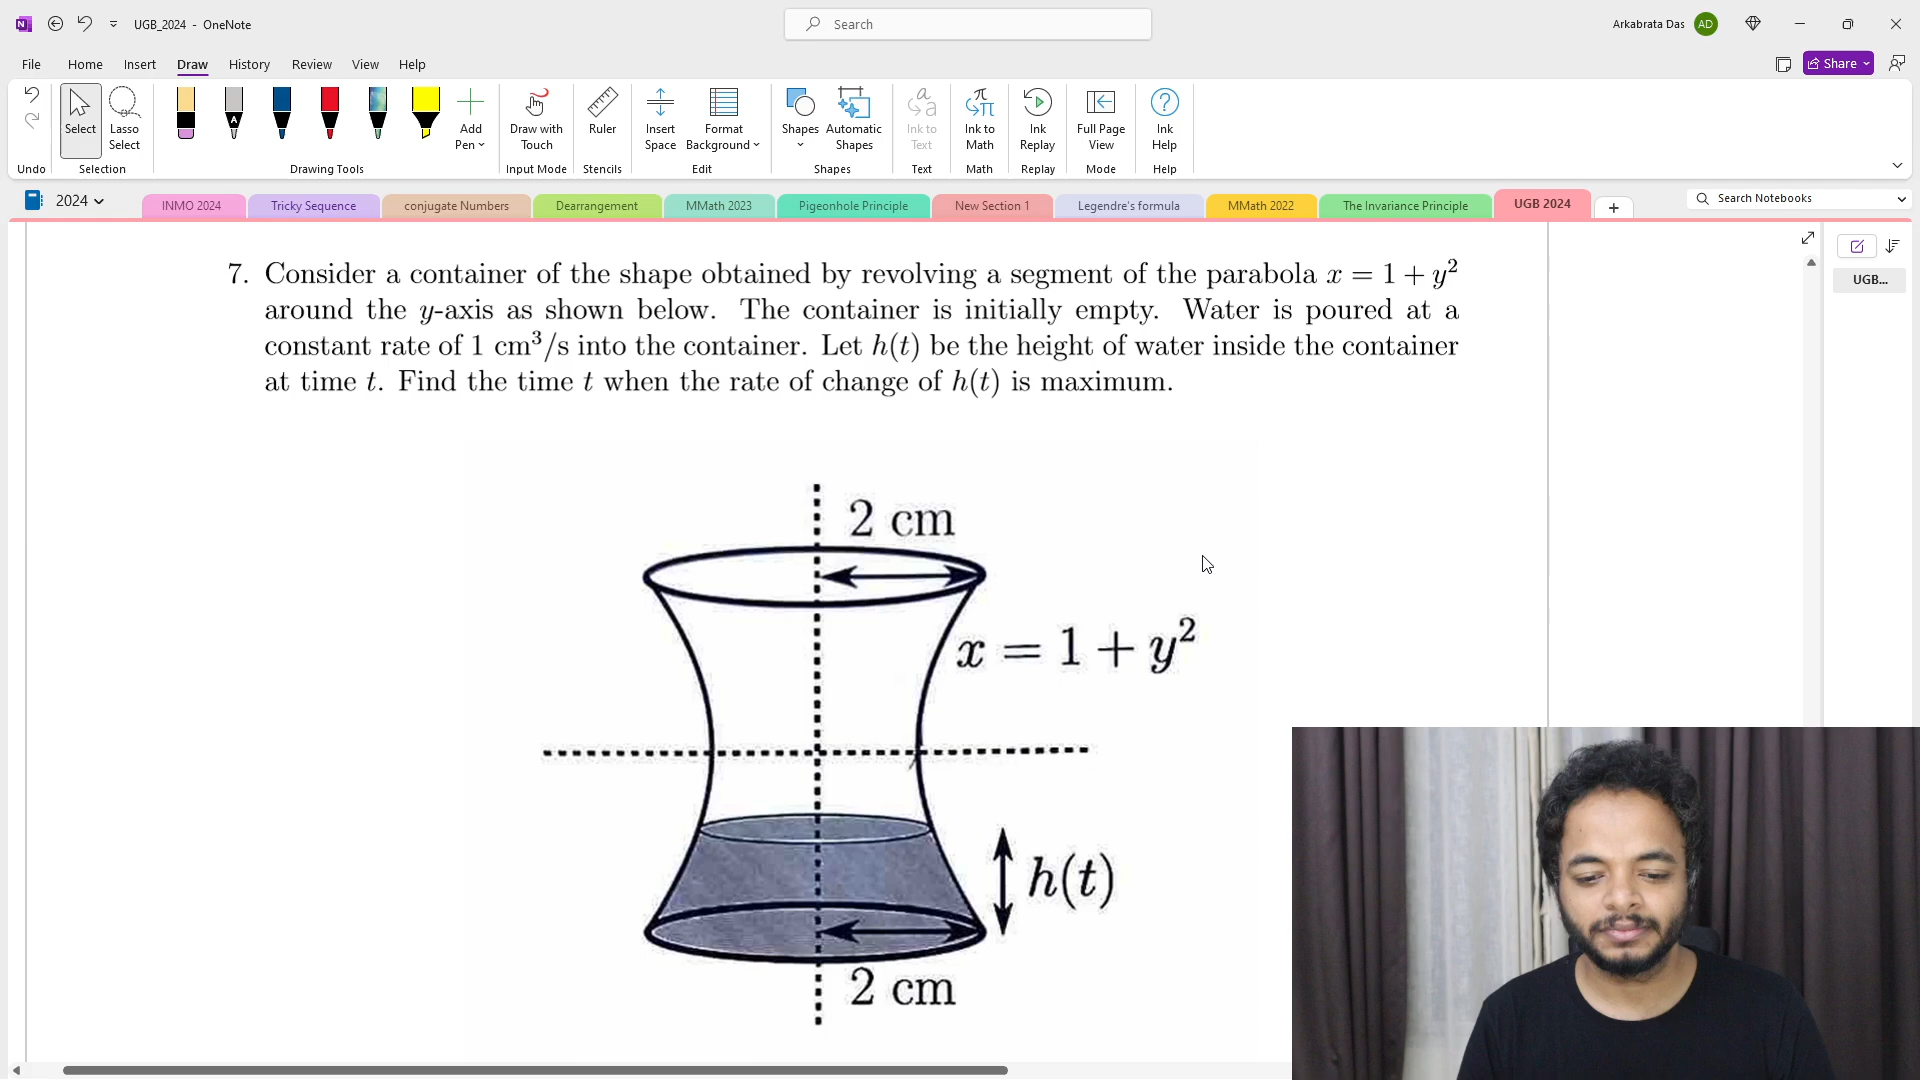 UGB_2024 - OneNote
Search
Arkabrata Das AD
File Home Insert Draw History Review View Help
Share
Select
Lasso Select
Add Pen
Draw with Touch
Ruler
Insert Space
Format Background
Shapes
Automatic Shapes
Ink to Text
Ink to Math
Ink Replay
Full Page View
Ink Help
Undo Selection Drawing Tools Input Mode Stencils Edit Shapes Text Math Replay Mode Help
2024 INMO 2024 Tricky Sequence conjugate Numbers Dearrangement MMath 2023 Pigeonhole Principle New Section 1 Legendre's formula MMath 2022 The Invariance Principle UGB 2024 + Search Notebooks
UGB...
7. Consider a container of the shape obtained by revolving a segment of the parabola x = 1 + y²
around the y-axis as shown below. The container is initially empty. Water is poured at a
constant rate of 1 cm³/s into the container. Let h(t) be the height of water inside the container
at time t. Find the time t when the rate of change of h(t) is maximum.
2 cm
x = 1 + y²
h(t)
2 cm